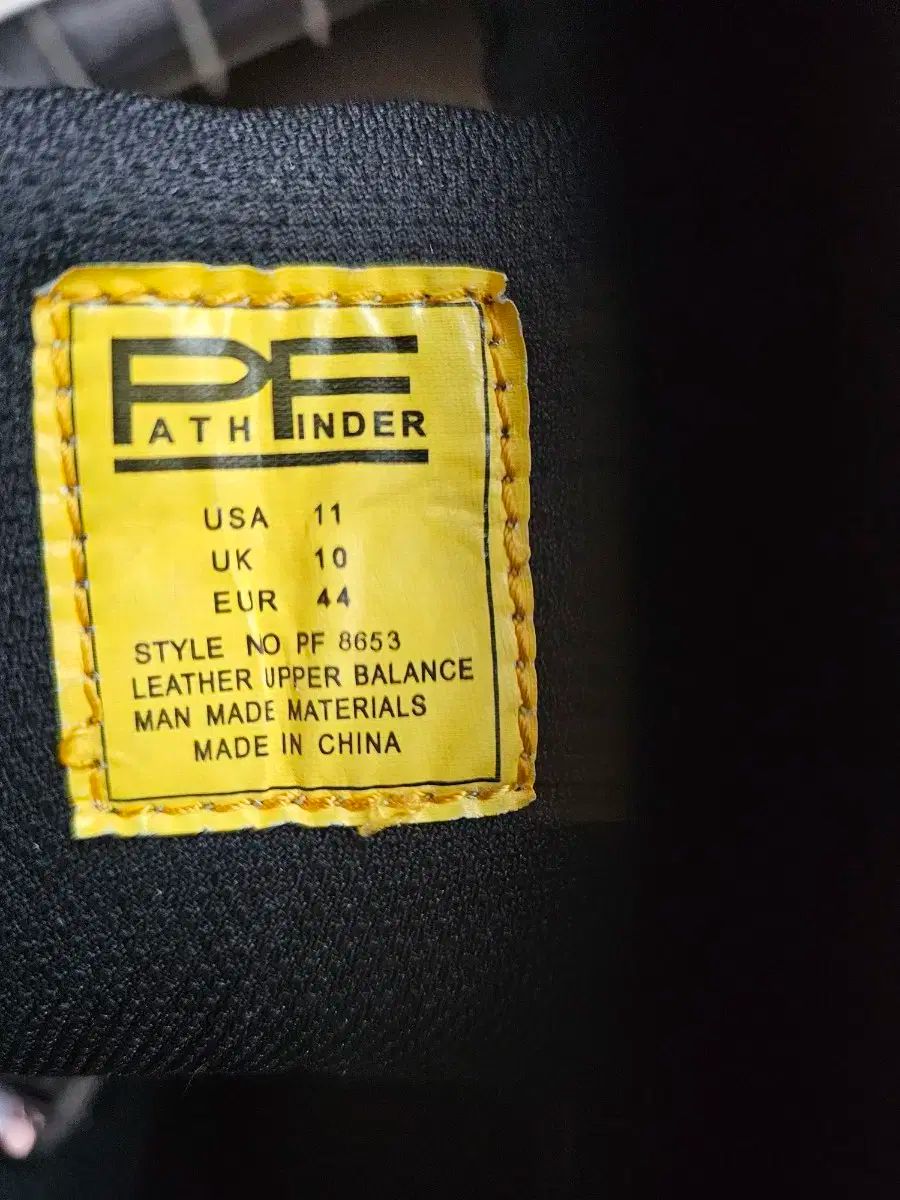 PATHFINDER
USA 11
UK 10
EUR 44
STYLE NO PF 8653
LEATHER UPPER BALANCE
MAN MADE MATERIALS
MADE IN CHINA